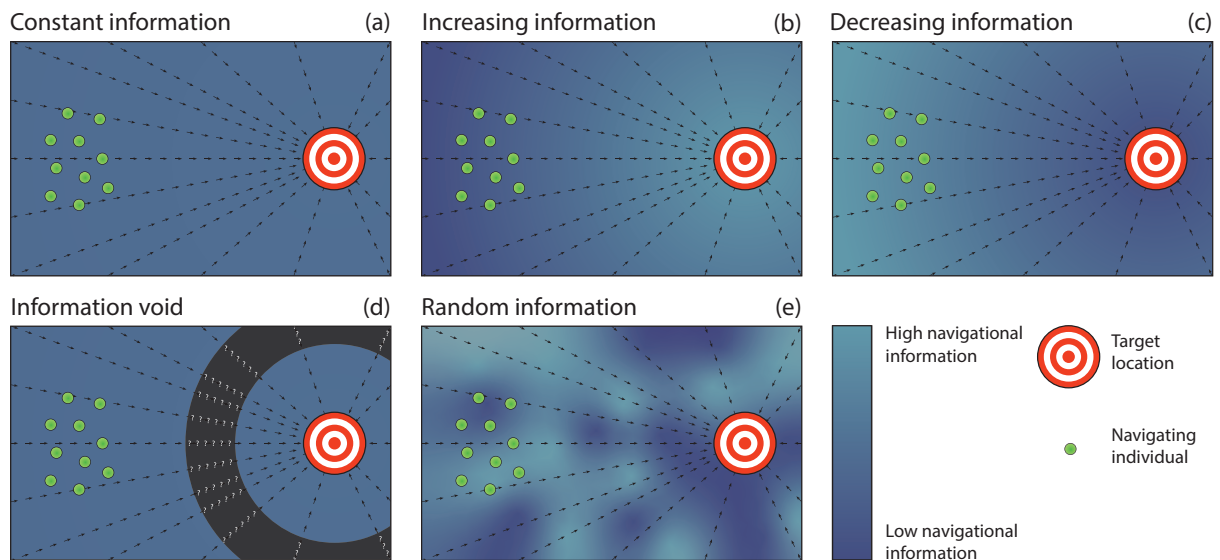 Constant information (a)
Increasing information (b)
Decreasing information (c)
Information void (d)
Random information (e)
? ? ? ? ? ?
High navigational
information
Low navigational
information
Target
location
Navigating
individual